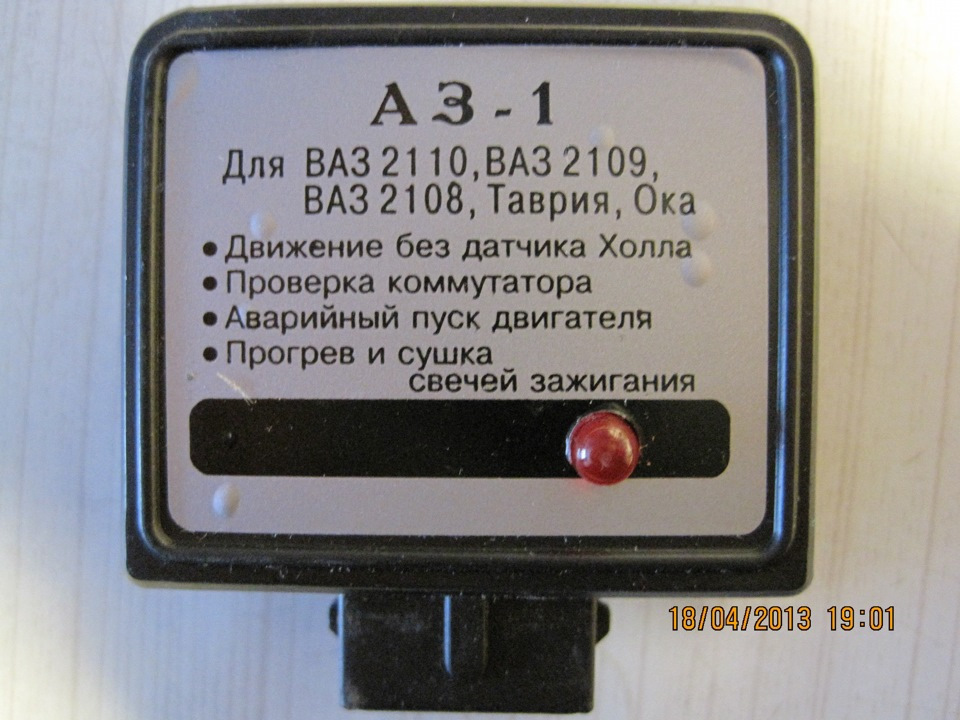 АЗ-1
Для ВАЗ 2110, ВАЗ 2109,
ВАЗ 2108, Таврия, Ока
• Движение без датчика Холла
• Проверка коммутатора
• Аварийный пуск двигателя
• Прогрев и сушка
свечей зажигания
18/04/2013 19:01